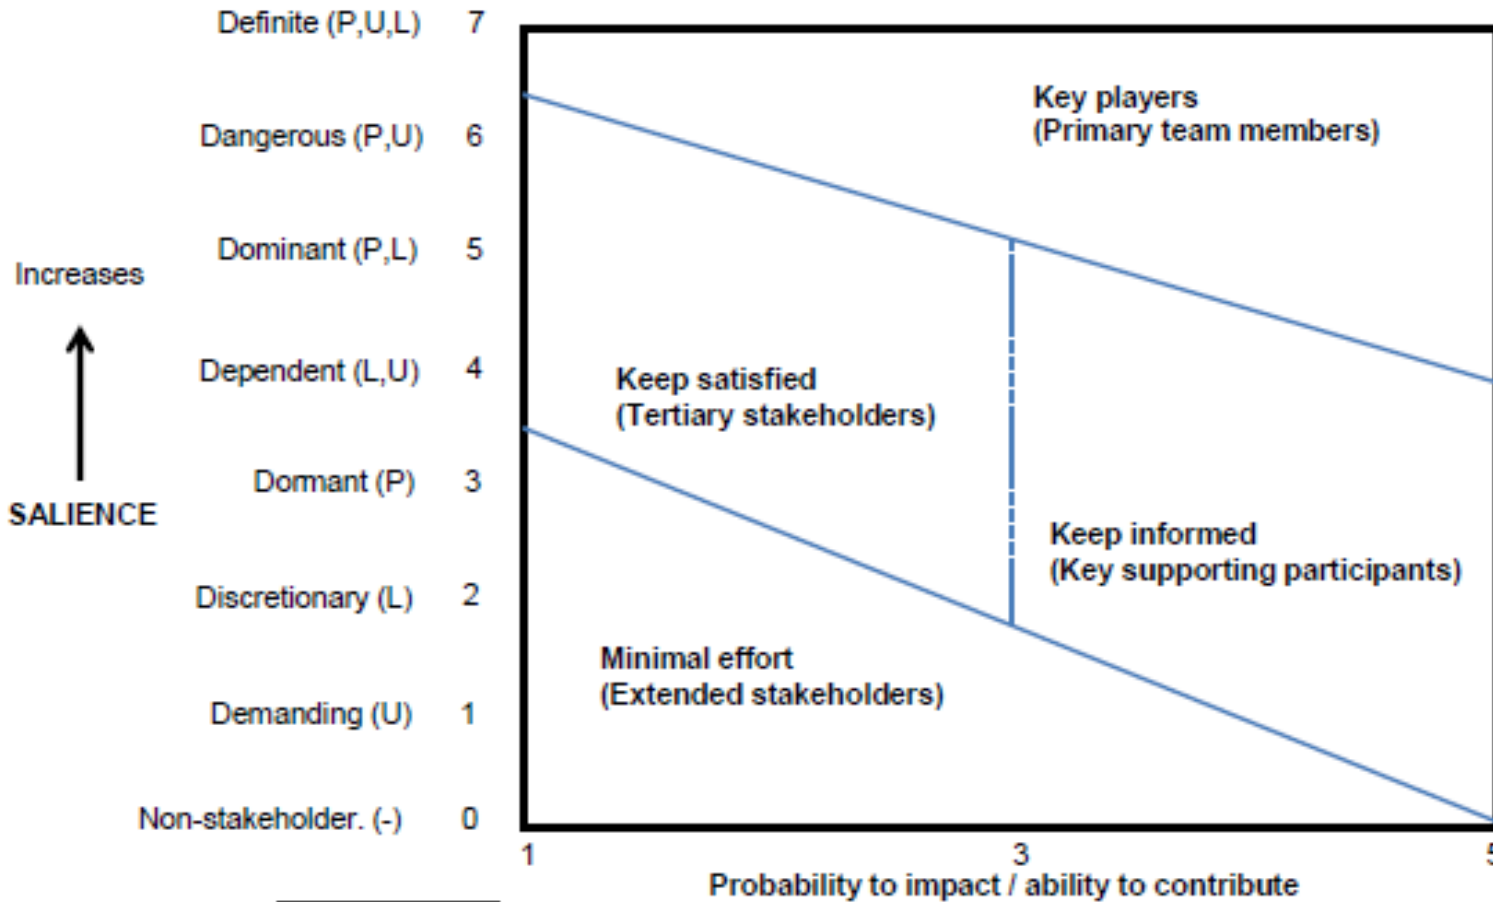 Definite (P,U,L) 7
Key players
(Primary team members)
Dangerous (P,U) 6
Dominant (P,L) 5
Increases
Dependent (L,U) 4
Keep satisfied
(Tertiary stakeholders)
Dormant (P) 3
SALIENCE
Keep informed
(Key supporting participants)
Discretionary (L) 2
Minimal effort
(Extended stakeholders)
Demanding (U) 1
Non-stakeholder. (-) 0
1 3 5
Probability to impact / ability to contribute